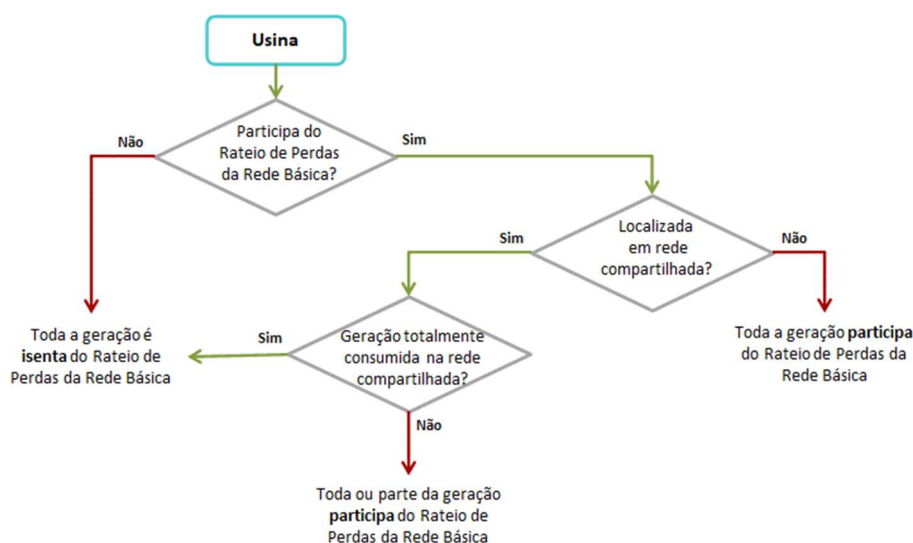 Usina
Participa do
Rateio de Perdas
da Rede Básica?
Não
Sim
Localizada
em rede
compartilhada?
Sim
Não
Toda a geração é
isenta do Rateio de
Perdas da Rede Básica
Sim
Geração totalmente
consumida na rede
compartilhada?
Toda a geração participa
do Rateio de Perdas da
Rede Básica
Não
Toda ou parte da geração
participa do Rateio de
Perdas da Rede Básica